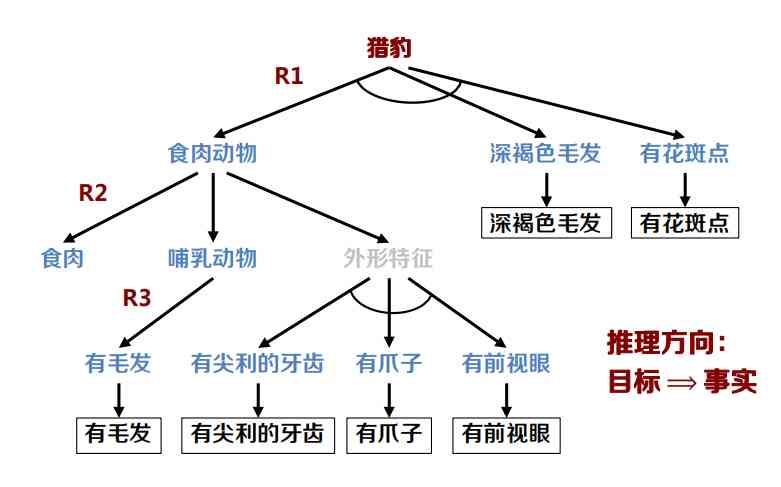 猎豹
R1
食肉动物
深褐色毛发
有花斑点
R2
深褐色毛发
有花斑点
食肉
哺乳动物
外形特征
R3
推理方向:
目标 ⇒ 事实
有毛发
有尖利的牙齿
有爪子
有前视眼
有毛发
有尖利的牙齿
有爪子
有前视眼